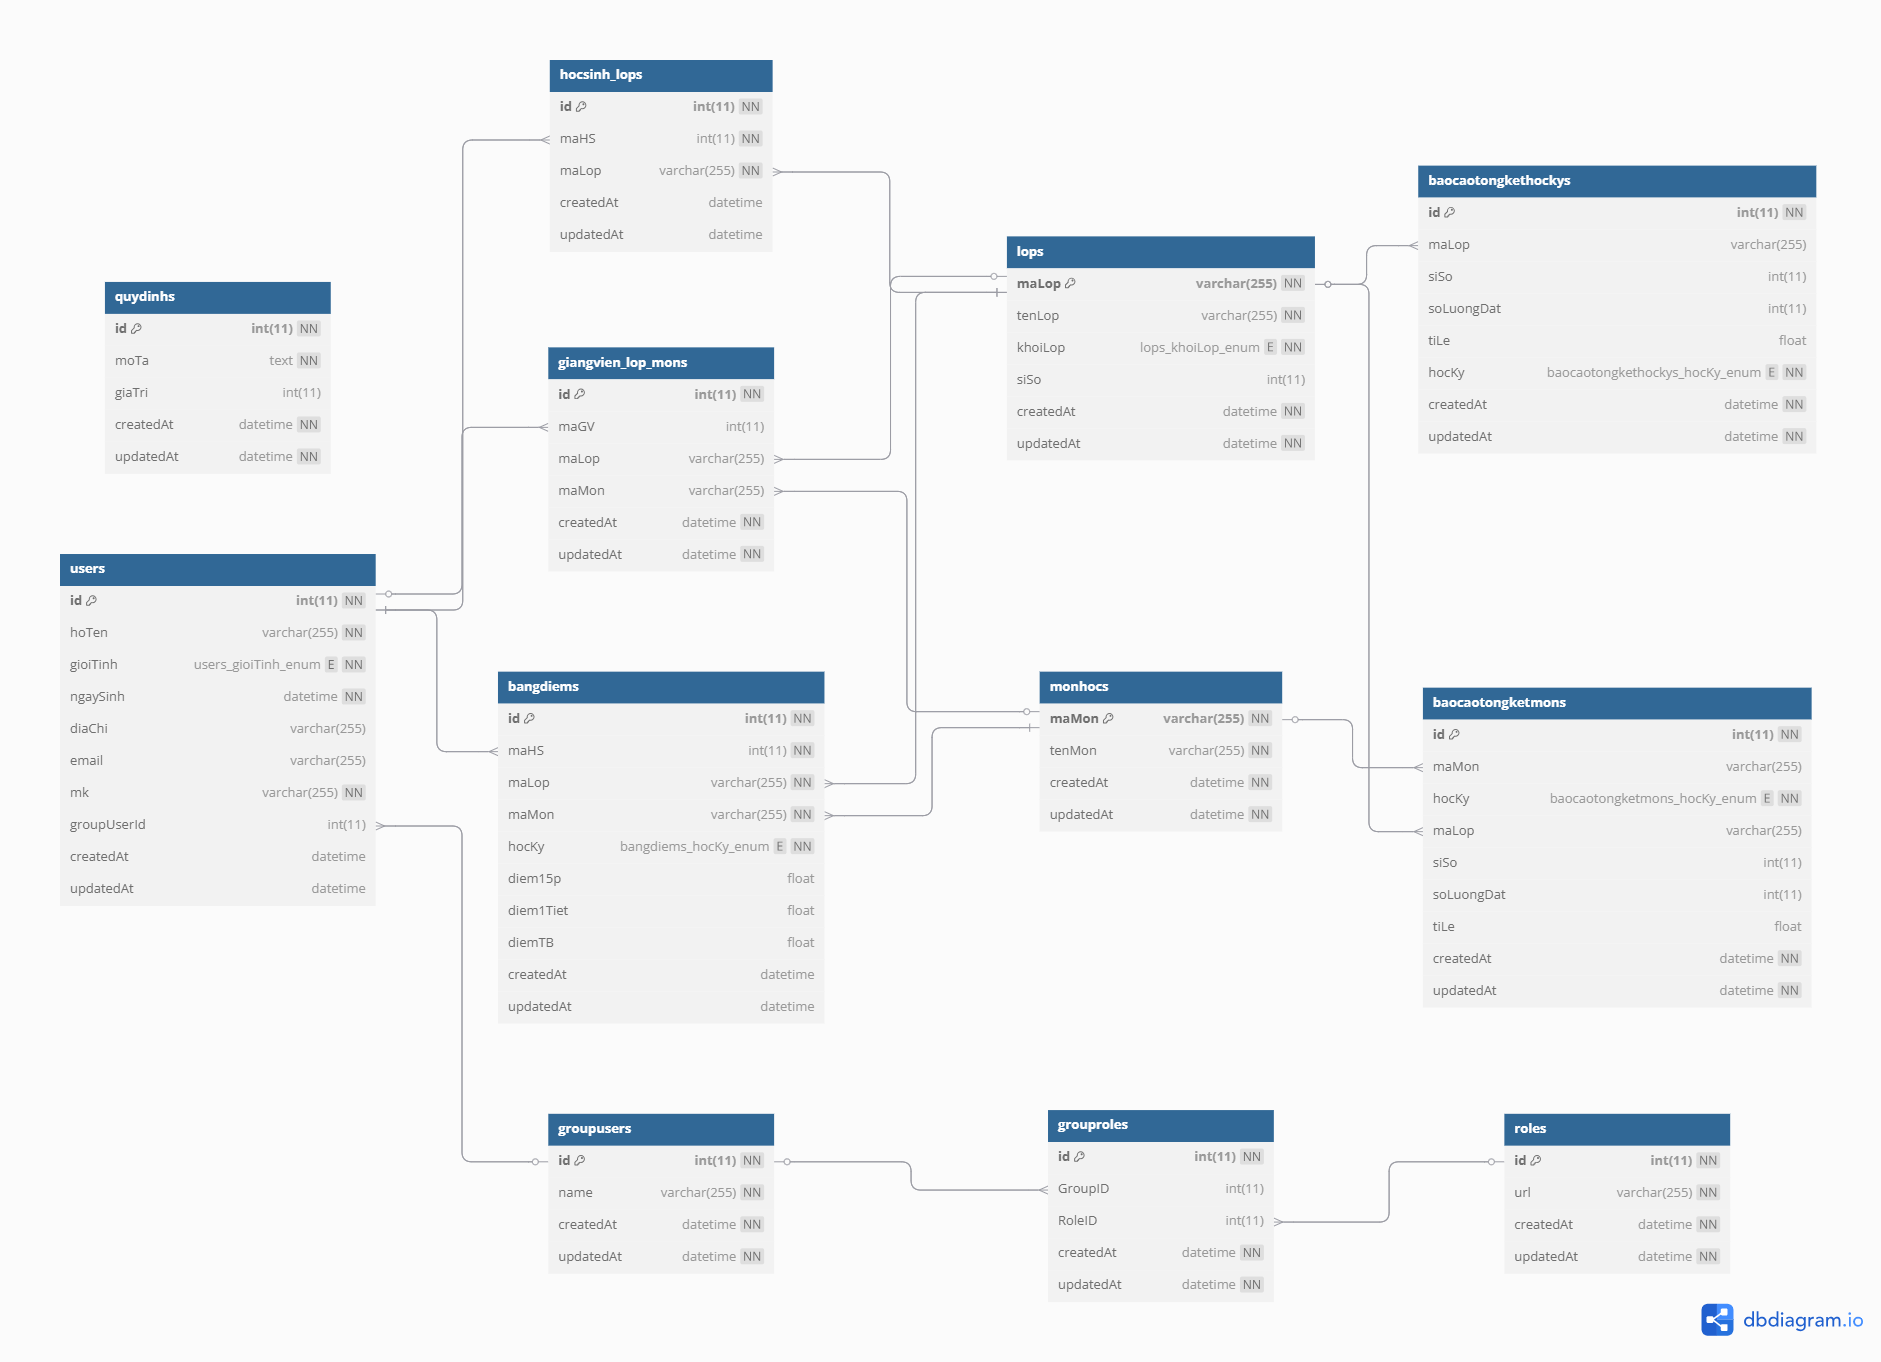 hocsinh_lops
id int(11) NN
maHS int(11) NN
maLop varchar(255) NN
createdAt datetime
updatedAt datetime
baocaotongkethockys
id int(11) NN
maLop varchar(255)
siSo int(11)
soLuongDat int(11)
tiLe float
hocKy baocaotongkethockys_hocKy_enum E NN
createdAt datetime NN
updatedAt datetime NN
lops
maLop varchar(255) NN
tenLop varchar(255) NN
khoiLop lops_khoiLop_enum E NN
siSo int(11)
createdAt datetime NN
updatedAt datetime NN
quydinhs
id int(11) NN
moTa text NN
giaTri int(11)
createdAt datetime NN
updatedAt datetime NN
giangvien_lop_mons
id int(11) NN
maGV int(11)
maLop varchar(255)
maMon varchar(255)
createdAt datetime NN
updatedAt datetime NN
users
id int(11) NN
hoTen varchar(255) NN
gioiTinh users_gioiTinh_enum E NN
ngaySinh datetime NN
diaChi varchar(255)
email varchar(255)
mk varchar(255) NN
groupUserId int(11)
createdAt datetime
updatedAt datetime
bangdiems
id int(11) NN
maHS int(11) NN
maLop varchar(255) NN
maMon varchar(255) NN
hocKy bangdiems_hocKy_enum E NN
diem15p float
diem1Tiet float
diemTB float
createdAt datetime
updatedAt datetime
monhocs
maMon varchar(255) NN
tenMon varchar(255) NN
createdAt datetime NN
updatedAt datetime NN
baocaotongketmons
id int(11) NN
maMon varchar(255)
hocKy baocaotongketmons_hocKy_enum E NN
maLop varchar(255)
siSo int(11)
soLuongDat int(11)
tiLe float
createdAt datetime NN
updatedAt datetime NN
groupusers
id int(11) NN
name varchar(255) NN
createdAt datetime NN
updatedAt datetime NN
grouproles
id int(11) NN
GroupID int(11)
RoleID int(11)
createdAt datetime NN
updatedAt datetime NN
roles
id int(11) NN
url varchar(255) NN
createdAt datetime NN
updatedAt datetime NN
dbdiagram.io